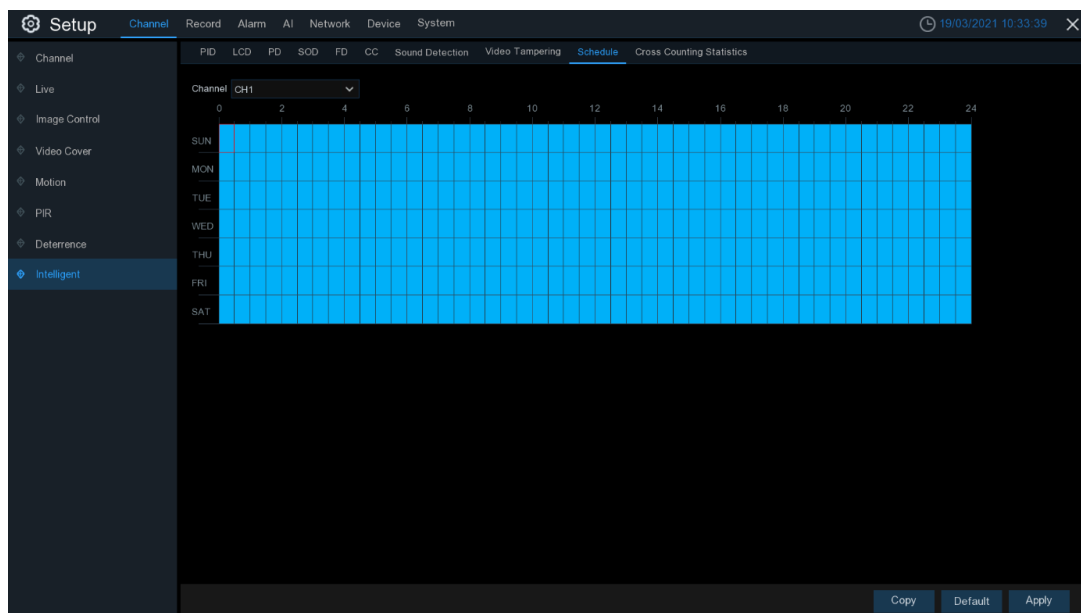 Setup Channel Record Alarm AI Network Device System 19/03/2021 10:33:39
PID LCD PD SOD FD CC Sound Detection Video Tampering Schedule Cross Counting Statistics
Channel
Live
Image Control
Video Cover
Motion
PIR
Deterrence
Intelligent
Channel CH1
0 2 4 6 8 10 12 14 16 18 20 22 24
SUN
MON
TUE
WED
THU
FRI
SAT
Copy Default Apply